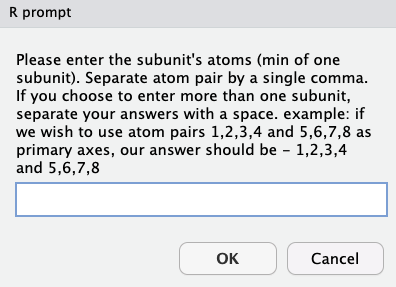 R prompt
Please enter the subunit's atoms (min of one
subunit). Separate atom pair by a single comma.
If you choose to enter more than one subunit,
separate your answers with a space. example: if
we wish to use atom pairs 1,2,3,4 and 5,6,7,8 as
primary axes, our answer should be – 1,2,3,4
and 5,6,7,8
OK
Cancel